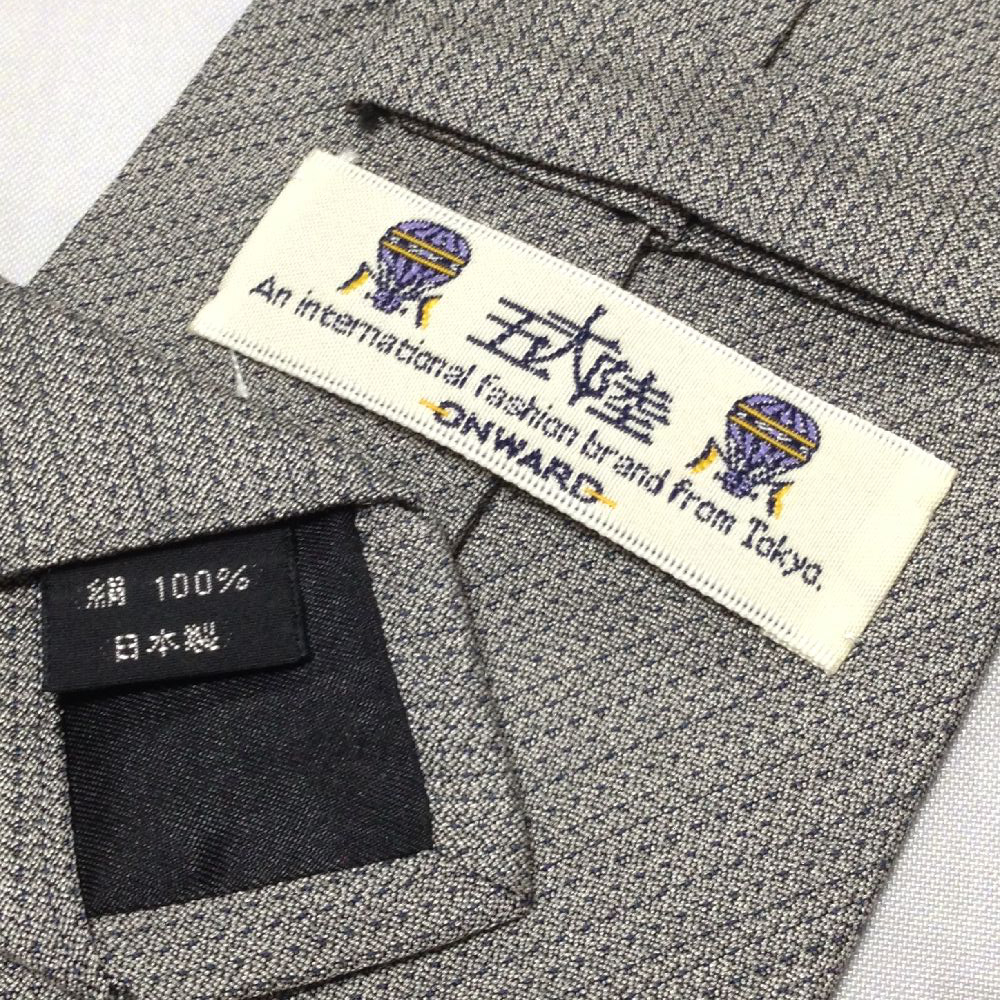 五大陸
An international fashion brand from Tokyo.
ONWARD
絹 100%
日本製